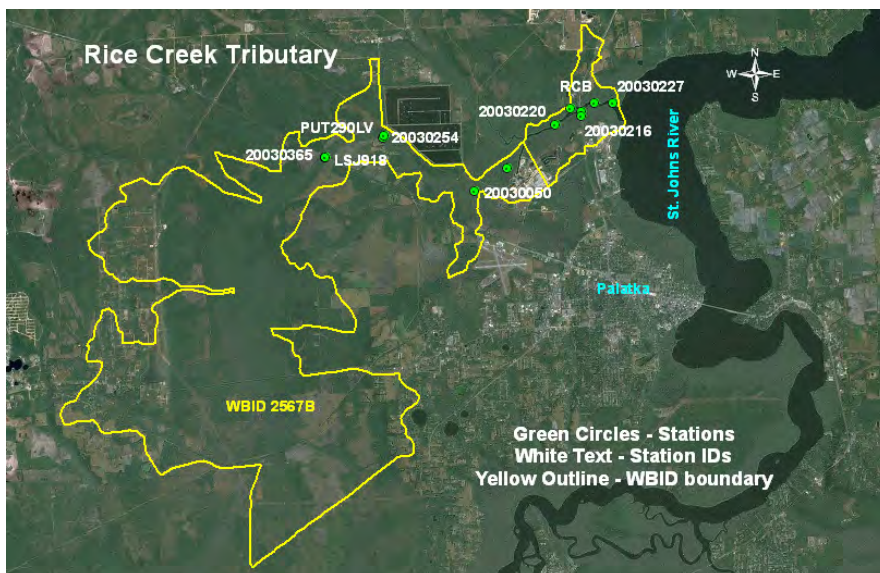 Rice Creek Tributary
N
W E
S
RCB
20030227
20030220
PUT290LV
20030254
20030216
20030365
LSJ918
20030050
St. Johns River
Palatka
WBID 2567B
Green Circles - Stations
White Text - Station IDs
Yellow Outline - WBID boundary